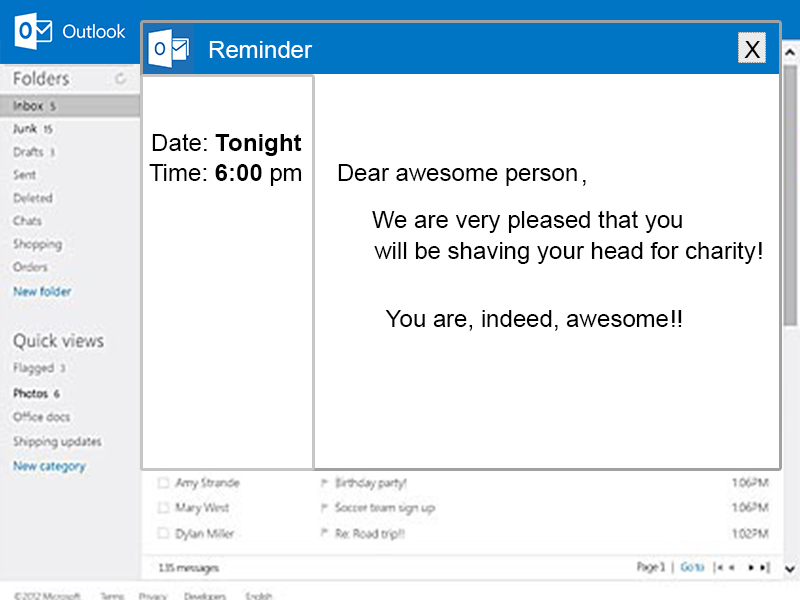 Outlook
Reminder
X
Folders
Inbox 5
Junk 15
Drafts 3
Sent
Deleted
Chats
Shopping
Orders
New folder
Quick views
Flagged 3
Photos 6
Office docs
Shipping updates
New category
Date: Tonight
Time: 6:00 pm
Dear awesome person,
We are very pleased that you
will be shaving your head for charity!
You are, indeed, awesome!!
Amy Strande Birthday party! 1:06PM
Mary West Soccer team sign up 1:06PM
Dylan Miller Re: Road trip!! 1:02PM
135 messages Page 1 | Go to
©2012 Microsoft Terms Privacy Developers English